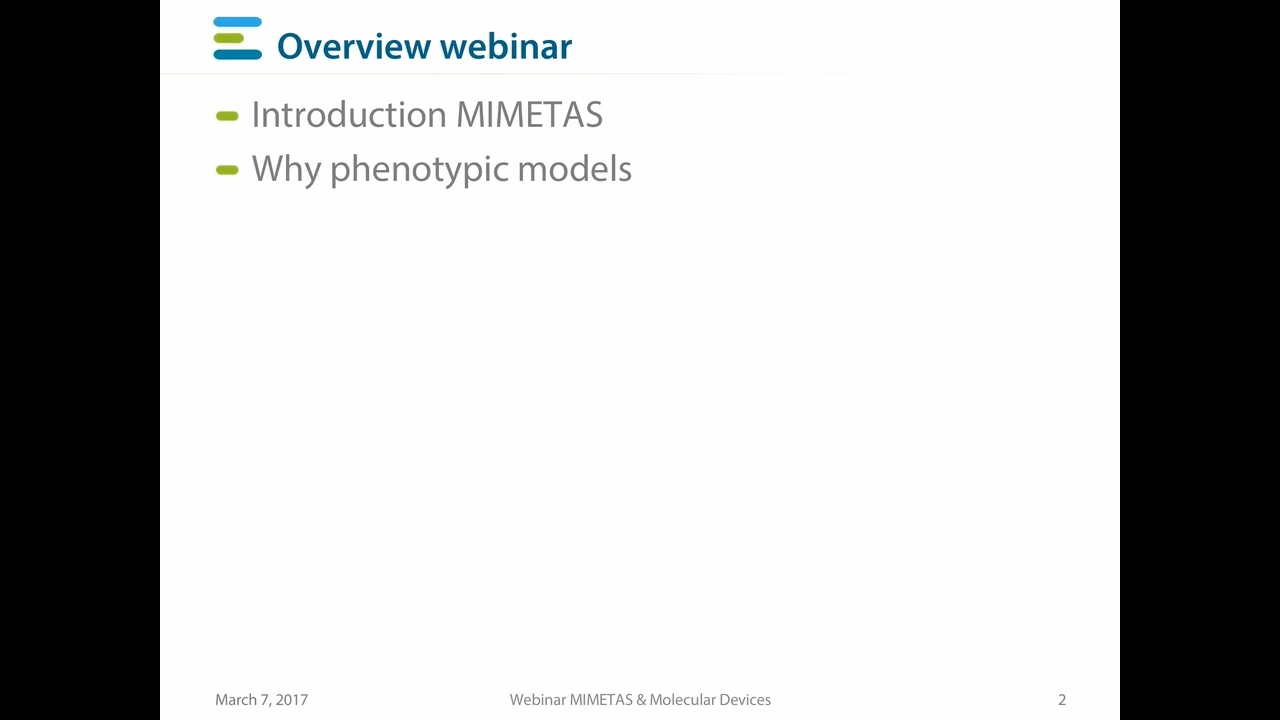 Overview webinar
Introduction MIMETAS
Why phenotypic models
March 7, 2017
Webinar MIMETAS & Molecular Devices
2